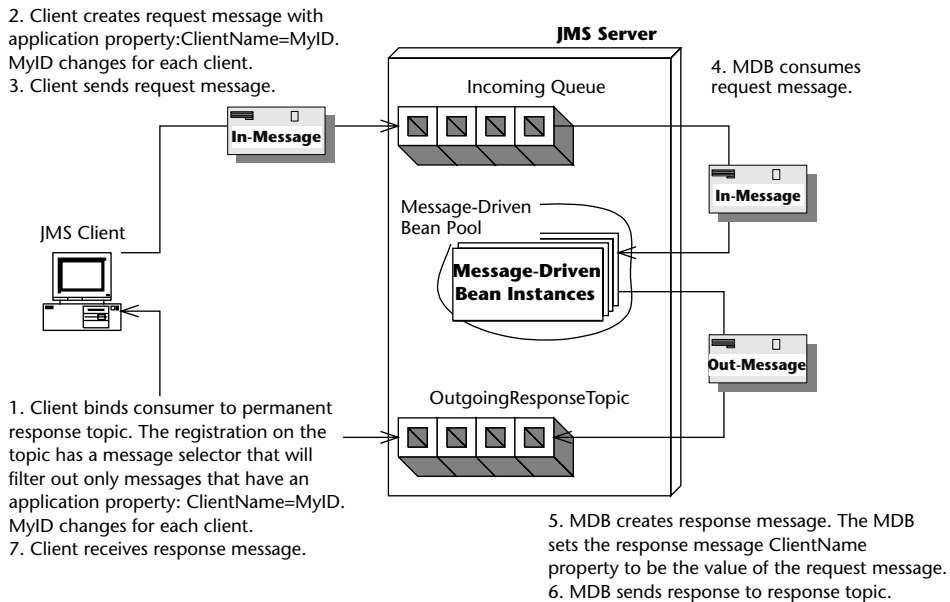 2. Client creates request message with
application property:ClientName=MyID.
MyID changes for each client.
3. Client sends request message.
JMS Server
4. MDB consumes
request message.
Incoming Queue
In-Message
In-Message
Message-Driven
Bean Pool
JMS Client
Message-Driven
Bean Instances
Out-Message
OutgoingResponseTopic
1. Client binds consumer to permanent
response topic. The registration on the
topic has a message selector that will
filter out only messages that have an
application property: ClientName=MyID.
MyID changes for each client.
7. Client receives response message.
5. MDB creates response message. The MDB
sets the response message ClientName
property to be the value of the request message.
6. MDB sends response to response topic.